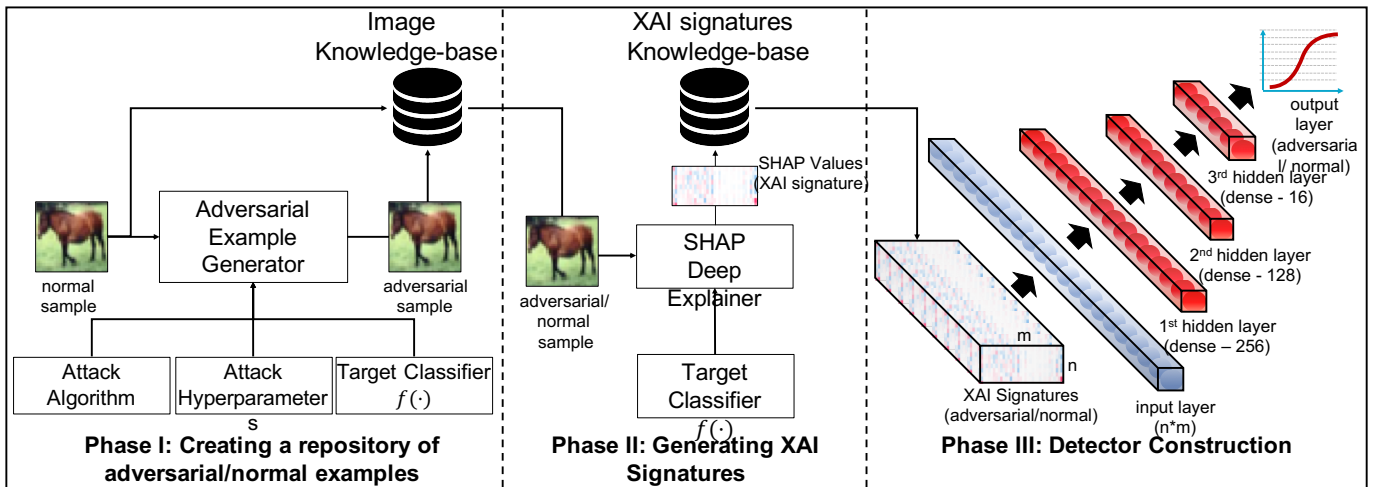 Image
Knowledge-base
normal
sample
Adversarial
Example
Generator
adversarial
sample
Attack
Algorithm
Attack
Hyperparameter
s
Target Classifier
f(·)
Phase I: Creating a repository of
adversarial/normal examples
XAI signatures
Knowledge-base
SHAP Values
(XAI signature)
adversarial/
normal
sample
SHAP
Deep
Explainer
Target
Classifier
f(·)
Phase II: Generating XAI
Signatures
output
layer
(adversaria
l/ normal)
3rd hidden layer
(dense - 16)
2nd hidden layer
(dense - 128)
1st hidden layer
(dense – 256)
m
n
XAI Signatures
(adversarial/normal)
input layer
(n*m)
Phase III: Detector Construction